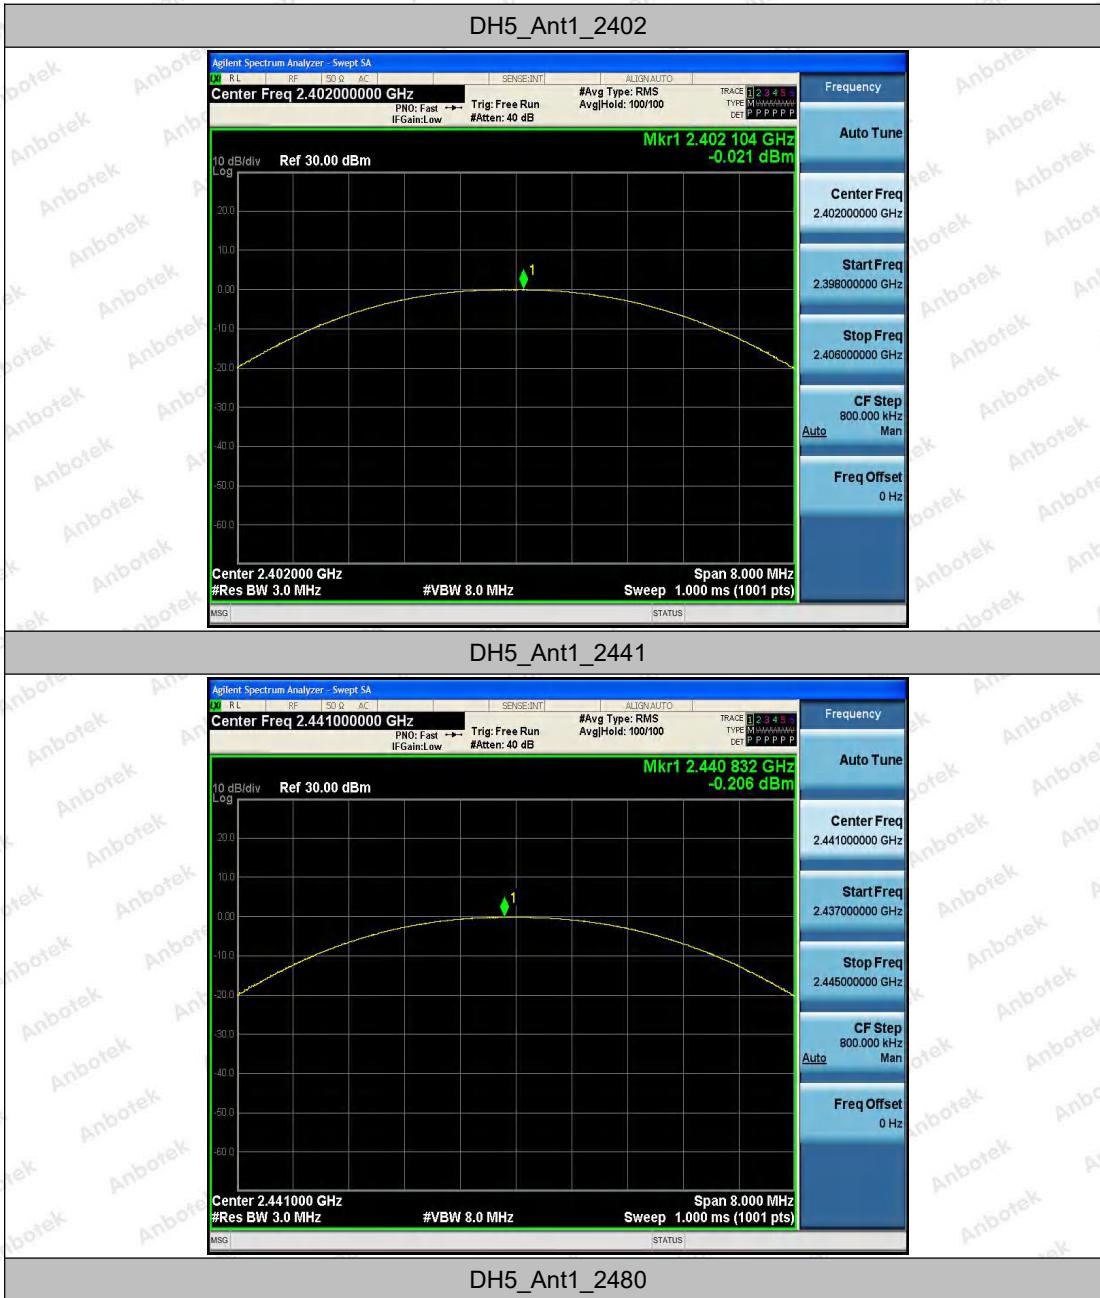 DH5_Ant1_2402
Agilent Spectrum Analyzer - Swept SA
RL RF 50 Ω AC SENSE:INT ALIGNAUTO
Center Freq 2.402000000 GHz
PNO: Fast
IFGain:Low
Trig: Free Run
#Atten: 40 dB
#Avg Type: RMS
Avg|Hold: 100/100
TRACE 1 2 3 4 5 6
TYPE M
DET P P P P P P
Mkr1 2.402 104 GHz
-0.021 dBm
10 dB/div Ref 30.00 dBm
Log
20.0
10.0
0.00
-10.0
-20.0
-30.0
-40.0
-50.0
-60.0
Center 2.402000 GHz Span 8.000 MHz
#Res BW 3.0 MHz #VBW 8.0 MHz Sweep 1.000 ms (1001 pts)
MSG STATUS
Frequency
Auto Tune
Center Freq
2.402000000 GHz
Start Freq
2.398000000 GHz
Stop Freq
2.406000000 GHz
CF Step
800.000 kHz
Auto Man
Freq Offset
0 Hz
DH5_Ant1_2441
Agilent Spectrum Analyzer - Swept SA
RL RF 50 Ω AC SENSE:INT ALIGNAUTO
Center Freq 2.441000000 GHz
PNO: Fast
IFGain:Low
Trig: Free Run
#Atten: 40 dB
#Avg Type: RMS
Avg|Hold: 100/100
TRACE 1 2 3 4 5 6
TYPE M
DET P P P P P P
Mkr1 2.440 832 GHz
-0.206 dBm
10 dB/div Ref 30.00 dBm
Log
20.0
10.0
0.00
-10.0
-20.0
-30.0
-40.0
-50.0
-60.0
Center 2.441000 GHz Span 8.000 MHz
#Res BW 3.0 MHz #VBW 8.0 MHz Sweep 1.000 ms (1001 pts)
MSG STATUS
Frequency
Auto Tune
Center Freq
2.441000000 GHz
Start Freq
2.437000000 GHz
Stop Freq
2.445000000 GHz
CF Step
800.000 kHz
Auto Man
Freq Offset
0 Hz
DH5_Ant1_2480